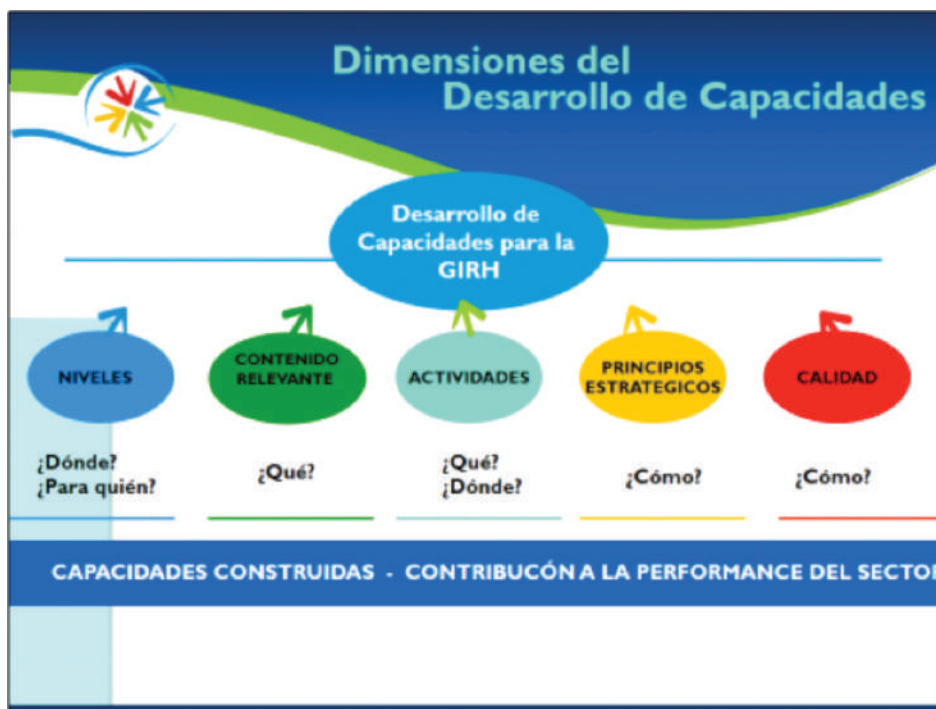 Dimensiones del
Desarrollo de Capacidades
Desarrollo de
Capacidades para la
GIRH
NIVELES
CONTENIDO
RELEVANTE
ACTIVIDADES
PRINCIPIOS
ESTRATEGICOS
CALIDAD
¿Dónde?
¿Para quién?
¿Qué?
¿Qué?
¿Dónde?
¿Cómo?
¿Cómo?
CAPACIDADES CONSTRUIDAS - CONTRIBUCÓN A LA PERFORMANCE DEL SECTOR